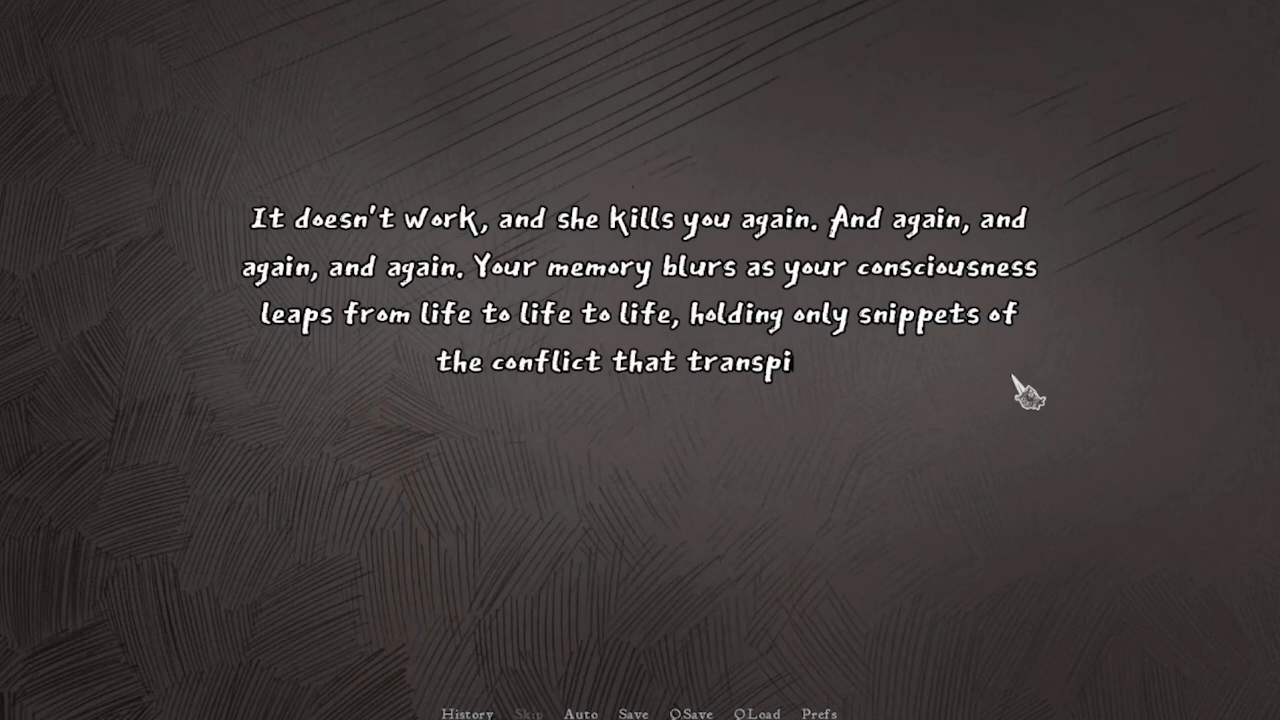 It doesn't work, and she kills you again. And again, and
again, and again. Your memory blurs as your consciousness
leaps from life to life to life, holding only snippets of
the conflict that transpi
History Skip Auto Save Q.Save Q.Load Prefs